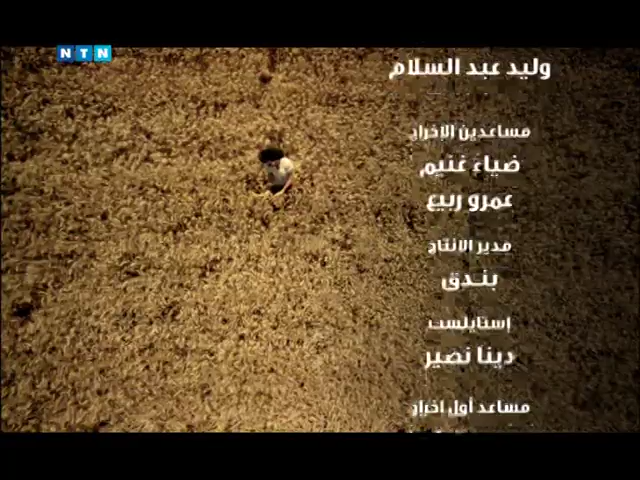 NTN
وليد عبد السلام
مساعدين الإخراج
ضياء غنيم
عمرو ربيع
مدير الانتاج
بندق
إستايلست
دينا نصير
مساعد أول اخراج